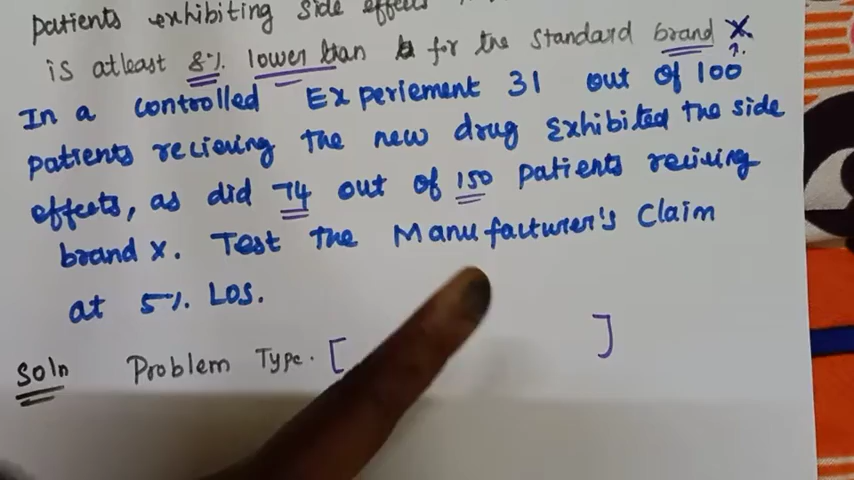 patients exhibiting side effects
is atleast 8% lower than for the standard brand X.
In a controlled Experiement 31 out of 100
patients recieving the new drug exhibited the side
effects, as did 74 out of 150 patients reciving
brand x. Test the Manufacturer's Claim
at 5% LOS.
Soln Problem Type. [ ]